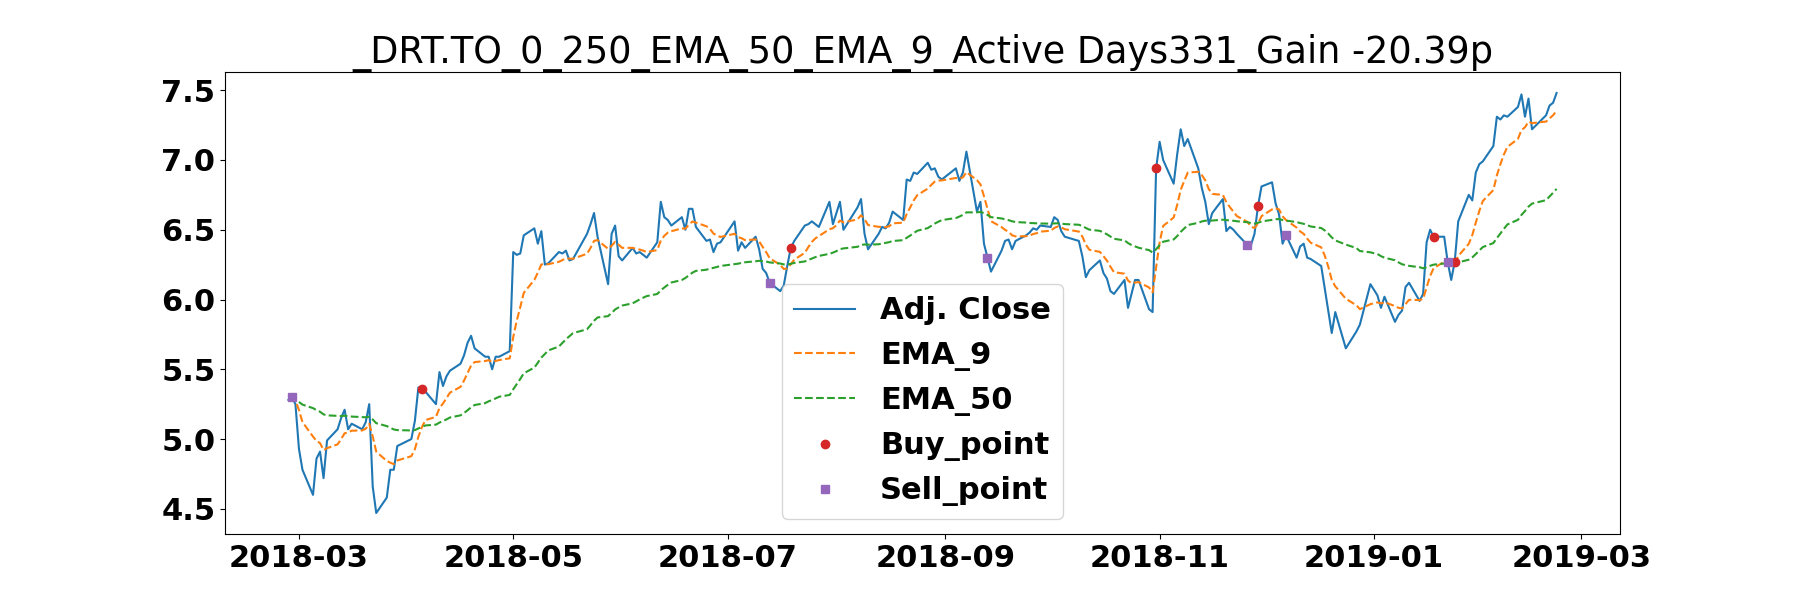 _DRT.TO_0_250_EMA_50_EMA_9_Active Days331_Gain -20.39p
7.5
7.0
6.5
6.0
5.5
5.0
4.5
Adj. Close
EMA_9
EMA_50
Buy_point
Sell_point
2018-03 2018-05 2018-07 2018-09 2018-11 2019-01 2019-03